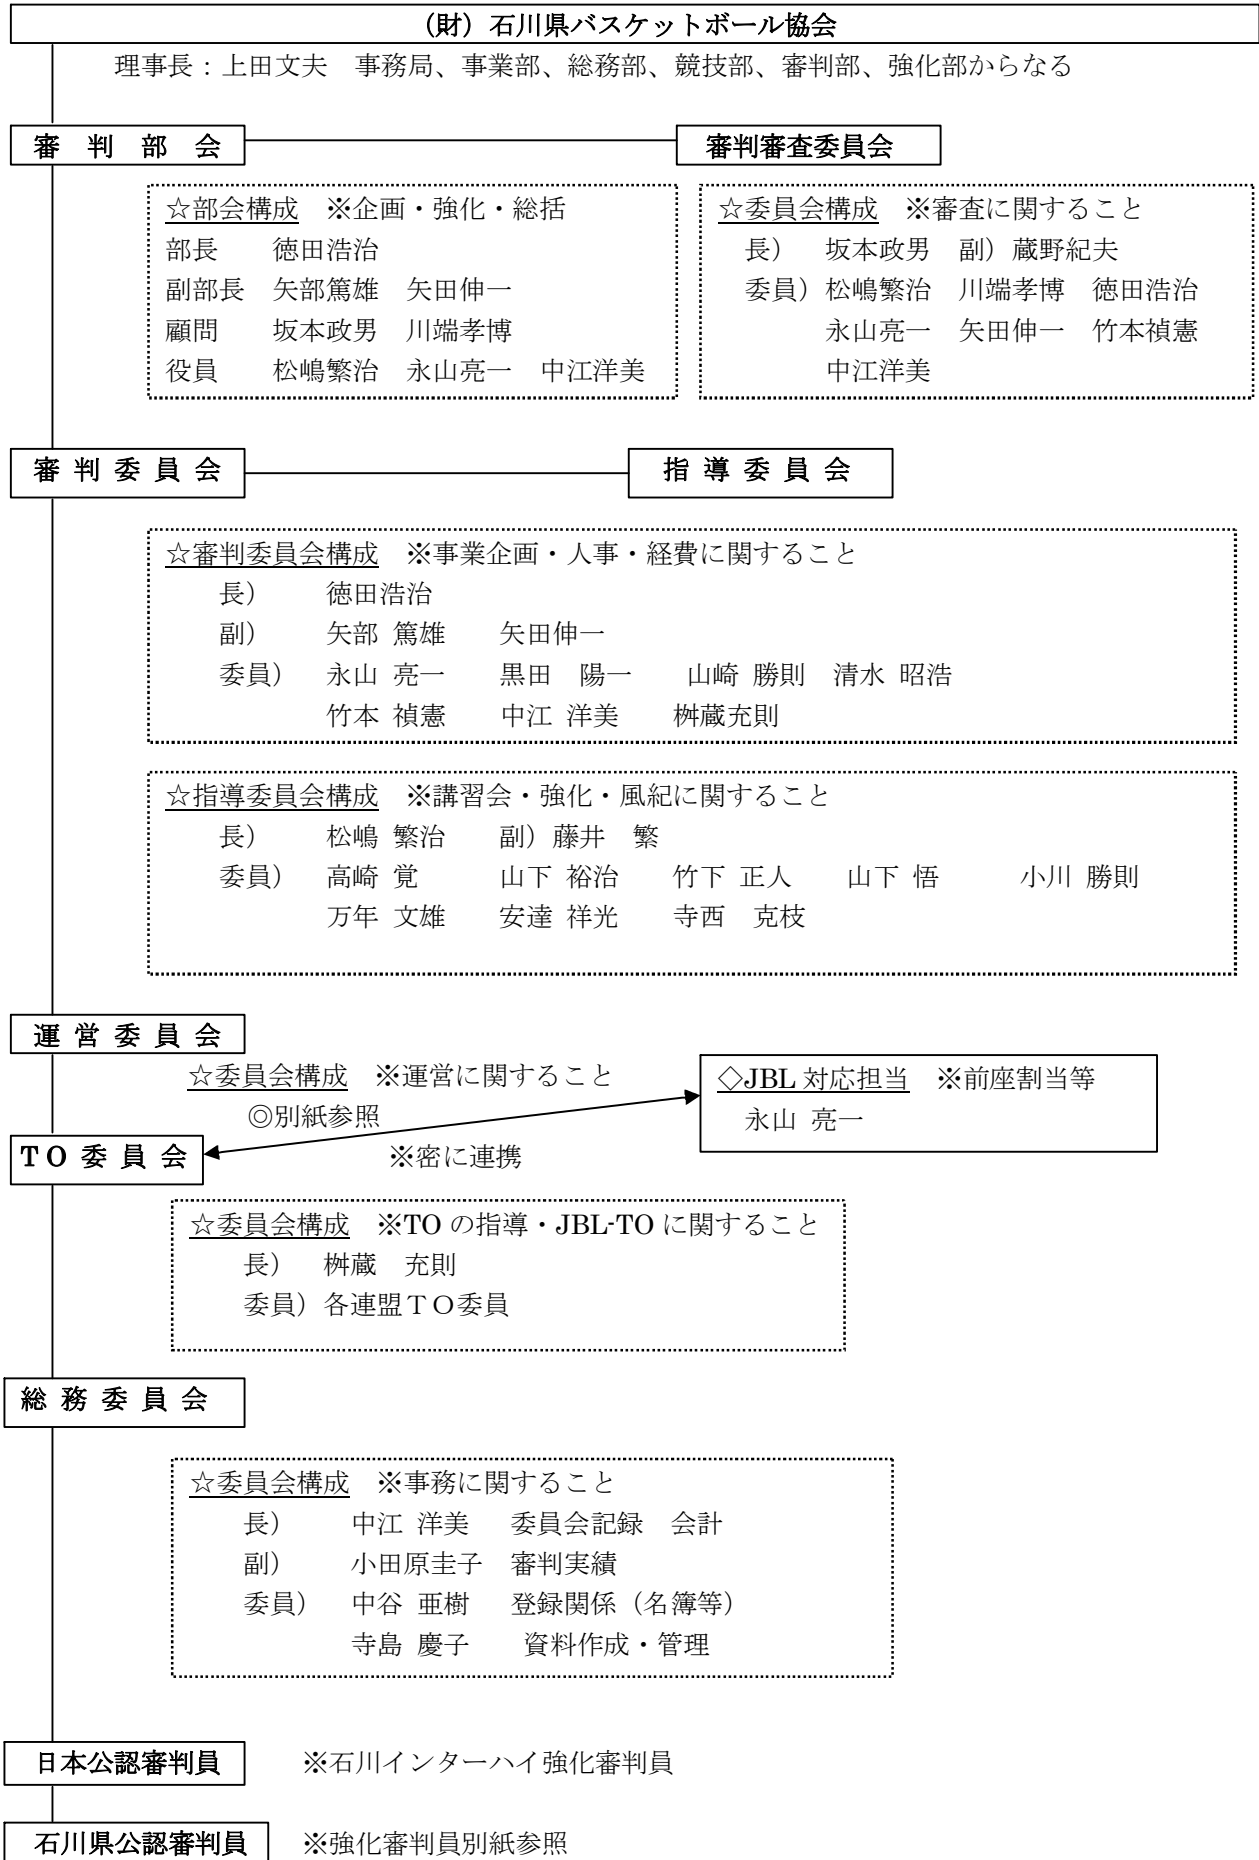 （財）石川県バスケットボール協会
理事長：上田文夫　事務局、事業部、総務部、競技部、審判部、強化部からなる
審　判　部　会
審判審査委員会
☆部会構成　※企画・強化・総括
部長　　徳田浩治
副部長　矢部篤雄　矢田伸一
顧問　　坂本政男　川端孝博
役員　　松嶋繁治　永山亮一　中江洋美
☆委員会構成　※審査に関すること
長）　坂本政男　副）蔵野紀夫
委員）松嶋繁治　川端孝博　徳田浩治
永山亮一　矢田伸一　竹本禎憲
中江洋美
審 判 委 員 会
指 導 委 員 会
☆審判委員会構成　※事業企画・人事・経費に関すること
長）　　徳田浩治
副）　　矢部 篤雄　　矢田伸一
委員）　永山 亮一　　黒田　陽一　　山崎 勝則　清水 昭浩
竹本 禎憲　　中江 洋美　　桝蔵充則
☆指導委員会構成　※講習会・強化・風紀に関すること
長）　　松嶋 繁治　　副）藤井　繁
委員）　高崎 覚　　　山下 裕治　　竹下 正人　　山下 悟　　　小川 勝則
万年 文雄　　安達 祥光　　寺西　克枝
運 営 委 員 会
☆委員会構成　※運営に関すること
◎別紙参照
◇JBL 対応担当　※前座割当等
永山 亮一
TO 委 員 会
※密に連携
☆委員会構成　※TO の指導・JBL-TO に関すること
長）　桝蔵　充則
委員）各連盟ＴＯ委員
総 務 委 員 会
☆委員会構成　※事務に関すること
長）　　中江 洋美　　委員会記録　会計
副）　　小田原圭子　審判実績
委員）　中谷 亜樹　　登録関係（名簿等）
寺島 慶子　　資料作成・管理
日本公認審判員
※石川インターハイ強化審判員
石川県公認審判員
※強化審判員別紙参照